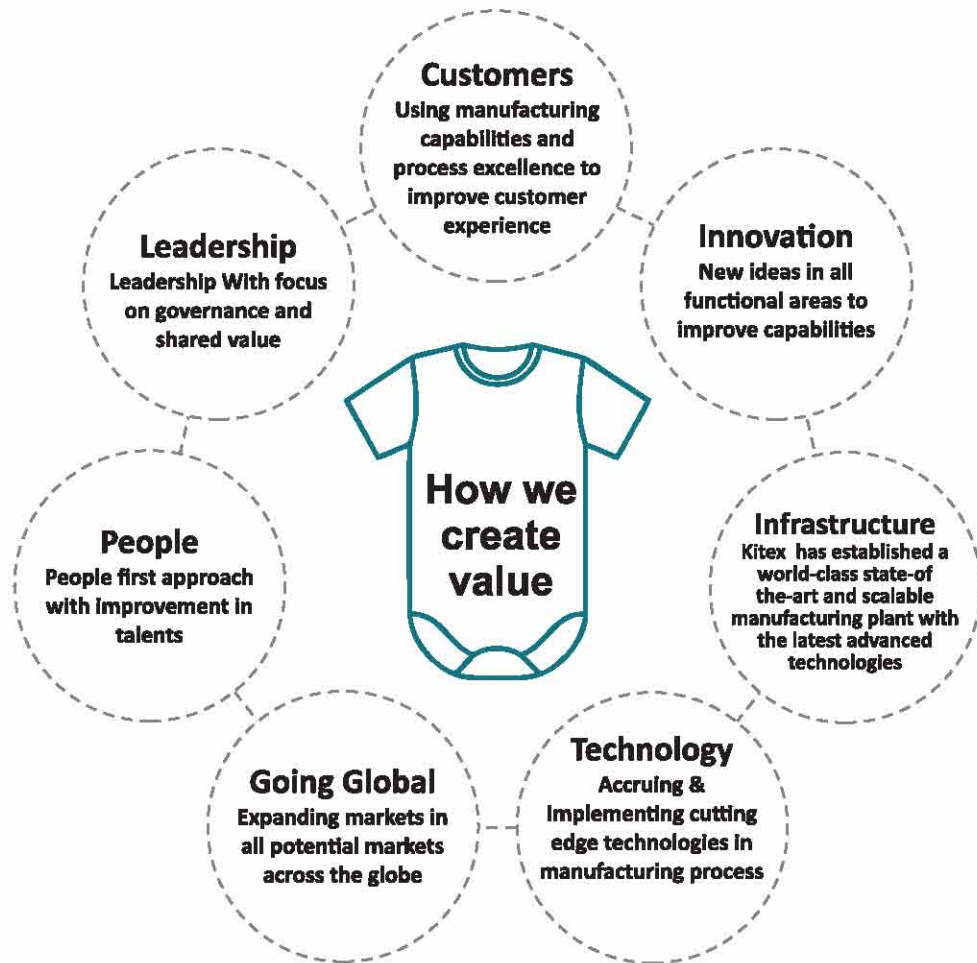 Customers
Using manufacturing
capabilities and
process excellence to
improve customer
experience
Innovation
New ideas in all
functional areas to
improve capabilities
Infrastructure
Kitex has established a
world-class state-of
the-art and scalable
manufacturing plant with
the latest advanced
technologies
Technology
Accruing &
Implementing cutting
edge technologies in
manufacturing process
Going Global
Expanding markets in
all potential markets
across the globe
People
People first approach
with improvement in
talents
Leadership
Leadership With focus
on governance and
shared value
How we
create
value